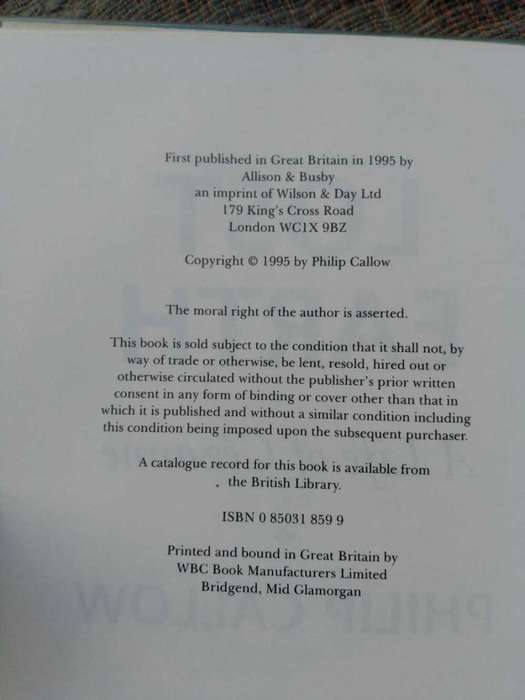 First published in Great Britain in 1995 by
Allison & Busby
an imprint of Wilson & Day Ltd
179 King's Cross Road
London WC1X 9BZ
Copyright © 1995 by Philip Callow
The moral right of the author is asserted.
This book is sold subject to the condition that it shall not, by
way of trade or otherwise, be lent, resold, hired out or
otherwise circulated without the publisher's prior written
consent in any form of binding or cover other than that in
which it is published and without a similar condition including
this condition being imposed upon the subsequent purchaser.
A catalogue record for this book is available from
the British Library.
ISBN 0 85031 859 9
Printed and bound in Great Britain by
WBC Book Manufacturers Limited
Bridgend, Mid Glamorgan
PHILIP CALLOW